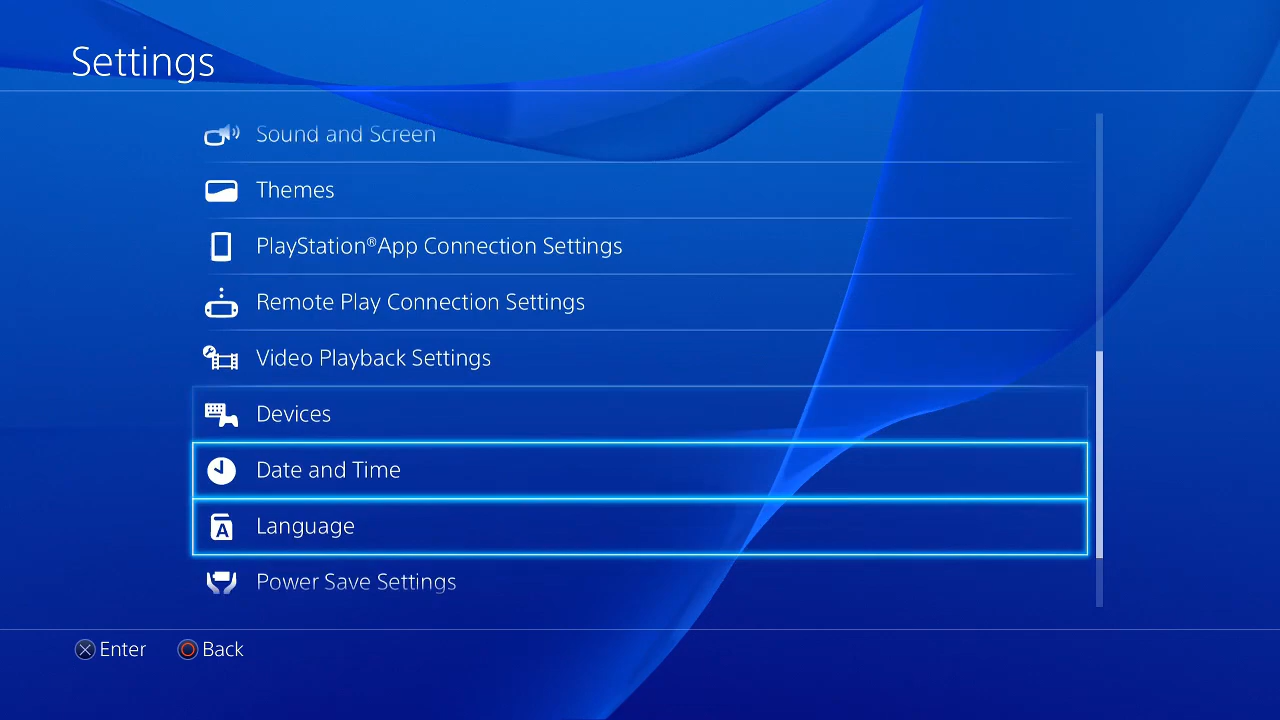 Settings
Sound and Screen
Themes
PlayStation®App Connection Settings
Remote Play Connection Settings
Video Playback Settings
Devices
Date and Time
Language
Power Save Settings
Enter Back